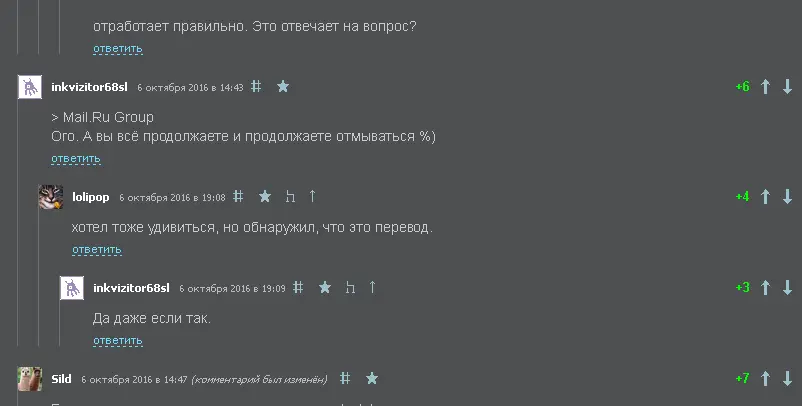 отработает правильно. Это отвечает на вопрос?
ответить
inkvizitor68sl 6 октября 2016 в 14:43 # +6
> Mail.Ru Group
Ого. А вы всё продолжаете и продолжаете отмываться %)
ответить
lolipop 6 октября 2016 в 19:08 # ↑ +4
хотел тоже удивиться, но обнаружил, что это перевод.
ответить
inkvizitor68sl 6 октября 2016 в 19:09 # ↑ +3
Да даже если так.
ответить
Sild 6 октября 2016 в 14:47 (комментарий был изменён) # +7